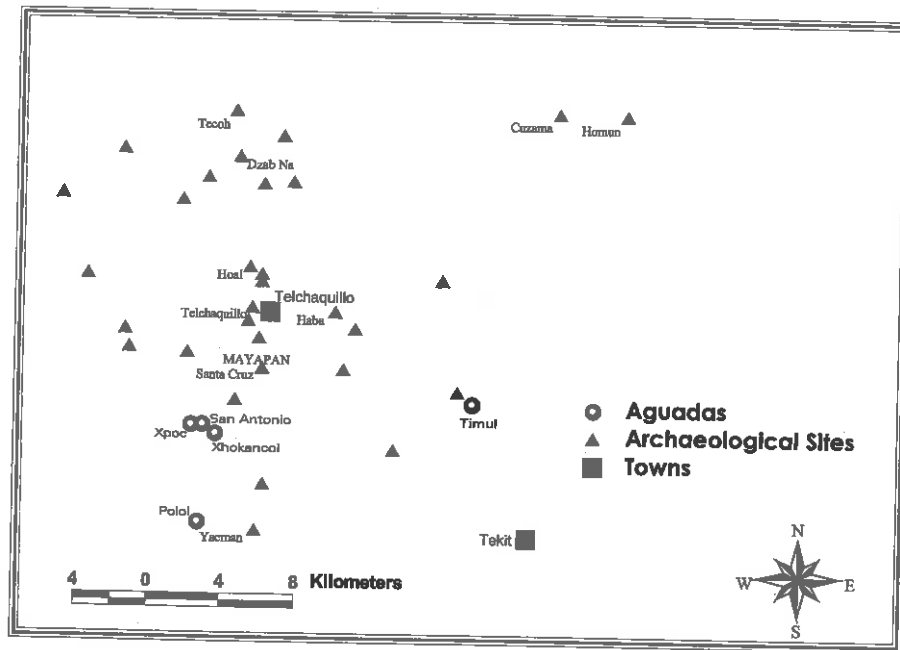 Tecoh
Cuzama
Homun
Dzab Na
Hoal
Telchaquillo
Telchaquillo
Haba
MAYAPAN
Santa Cruz
San Antonio
Xpoc
Xhokancol
Timul
Aguadas
Archaeological Sites
Towns
Polol
Yacman
Tekit
4 0 4 8 Kilometers
N
W E
S